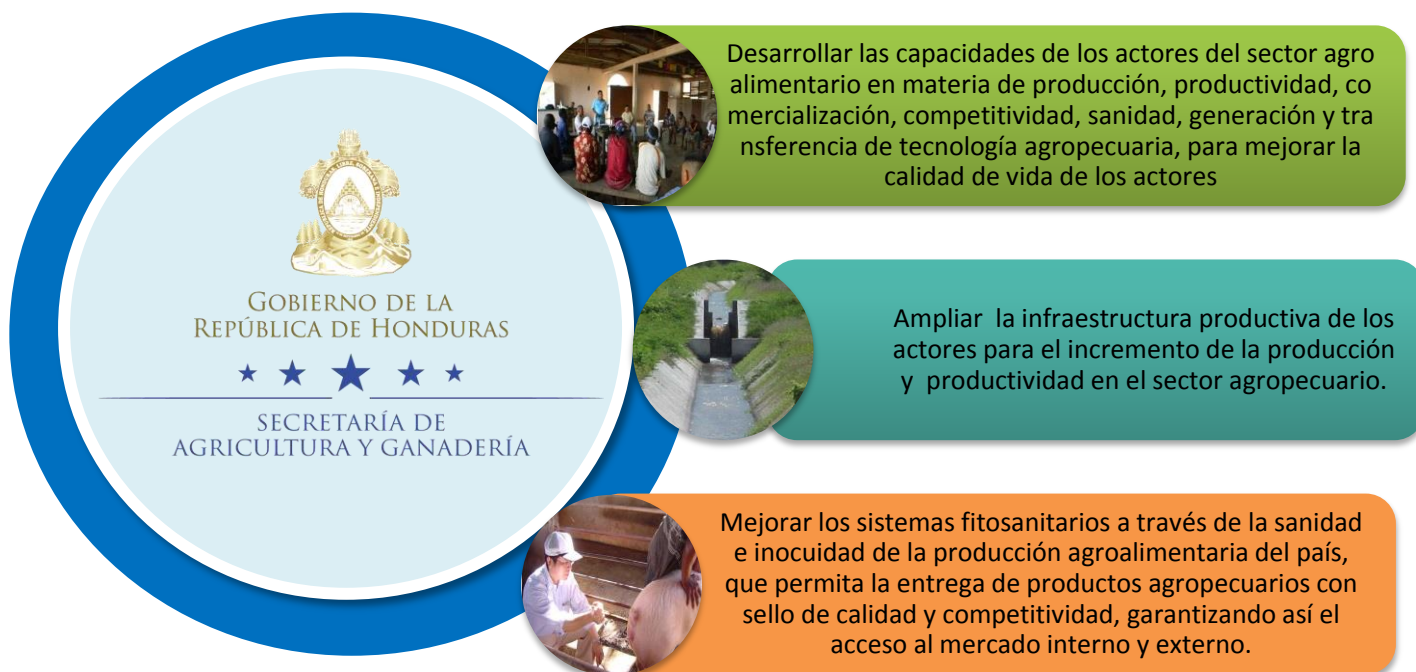 GOBIERNO DE LA
REPÚBLICA DE HONDURAS
SECRETARÍA DE
AGRICULTURA Y GANADERÍA
Desarrollar las capacidades de los actores del sector agro
alimentario en materia de producción, productividad, co
mercialización, competitividad, sanidad, generación y tra
nsferencia de tecnología agropecuaria, para mejorar la
calidad de vida de los actores
Ampliar la infraestructura productiva de los
actores para el incremento de la producción
y productividad en el sector agropecuario.
Mejorar los sistemas fitosanitarios a través de la sanidad
e inocuidad de la producción agroalimentaria del país,
que permita la entrega de productos agropecuarios con
sello de calidad y competitividad, garantizando así el
acceso al mercado interno y externo.